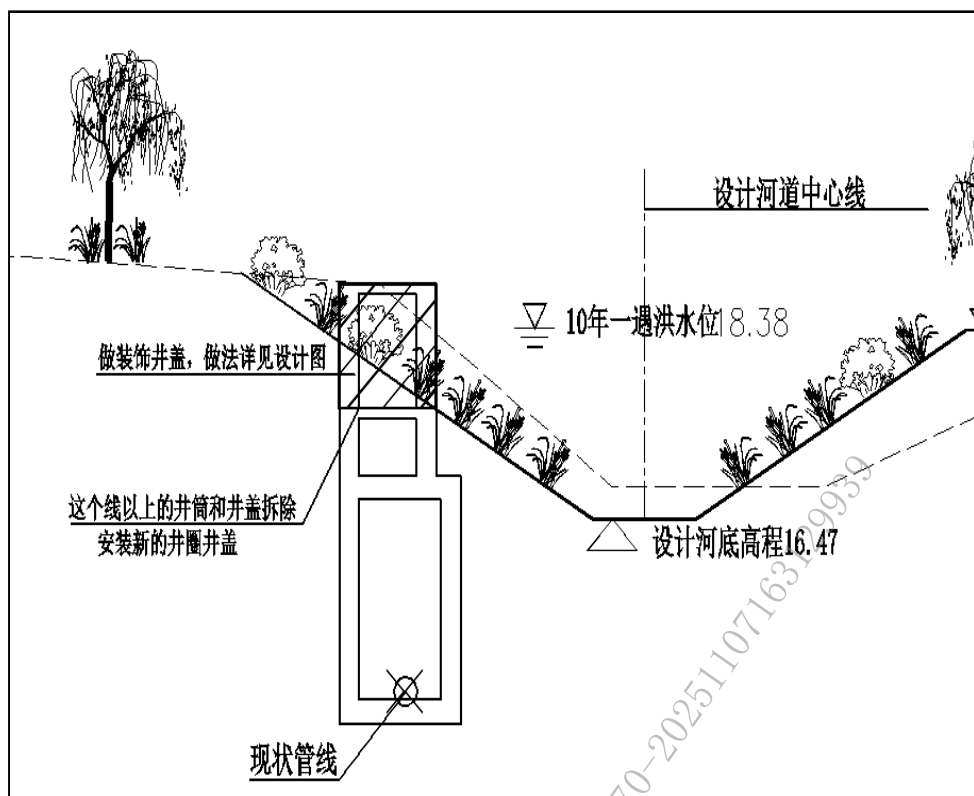 设计河道中心线
10年一遇洪水位18.38
做装饰井盖，做法详见设计图
这个线以上的井筒和井盖拆除
安装新的井圈井盖
设计河底高程16.47
现状管线
70-20251107163129939